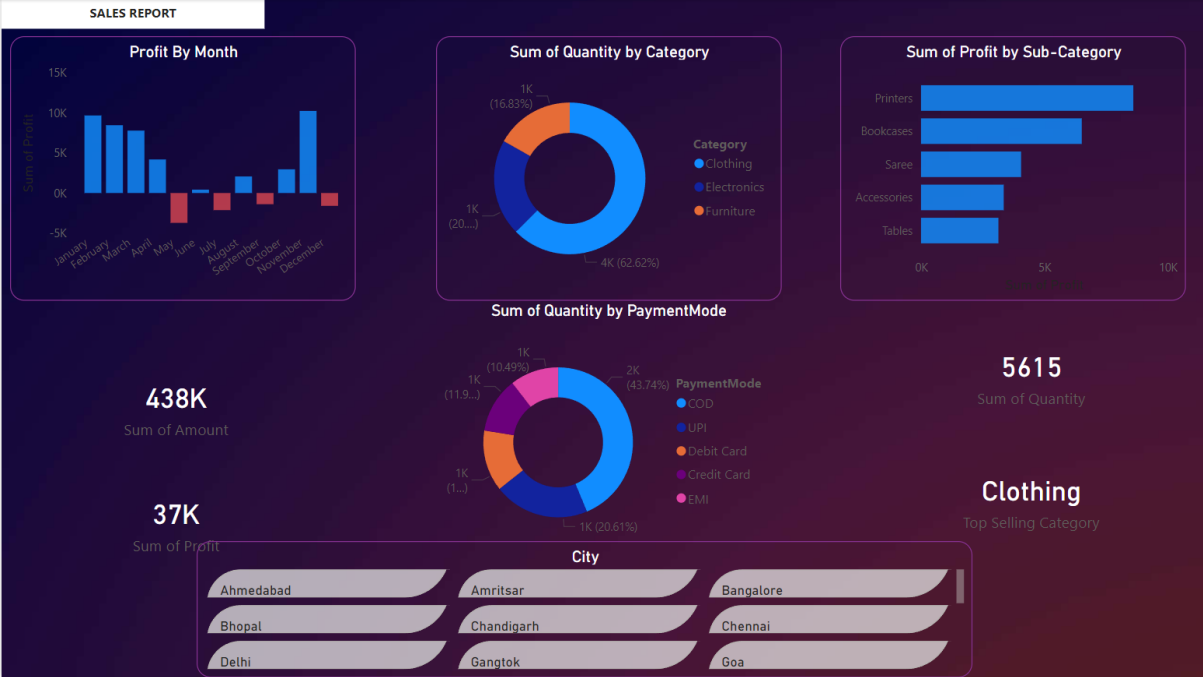 SALES REPORT
Profit By Month
15K
10K
5K
0K
-5K
Sum of Profit
January
February
March
April
May
June
July
August
September
October
November
December
Sum of Quantity by Category
1K
(16.83%)
1K
(20....)
4K (62.62%)
Category
Clothing
Electronics
Furniture
Sum of Profit by Sub-Category
Printers
Bookcases
Saree
Accessories
Tables
0K
5K
10K
Sum of Quantity by PaymentMode
1K
(10.49%)
1K
(11.9...)
1K
(1...)
2K
(43.74%)
1K (20.61%)
PaymentMode
COD
UPI
Debit Card
Credit Card
EMI
438K
Sum of Amount
37K
Sum of Profit
5615
Sum of Quantity
Clothing
Top Selling Category
City
Ahmedabad
Amritsar
Bangalore
Bhopal
Chandigarh
Chennai
Delhi
Gangtok
Goa